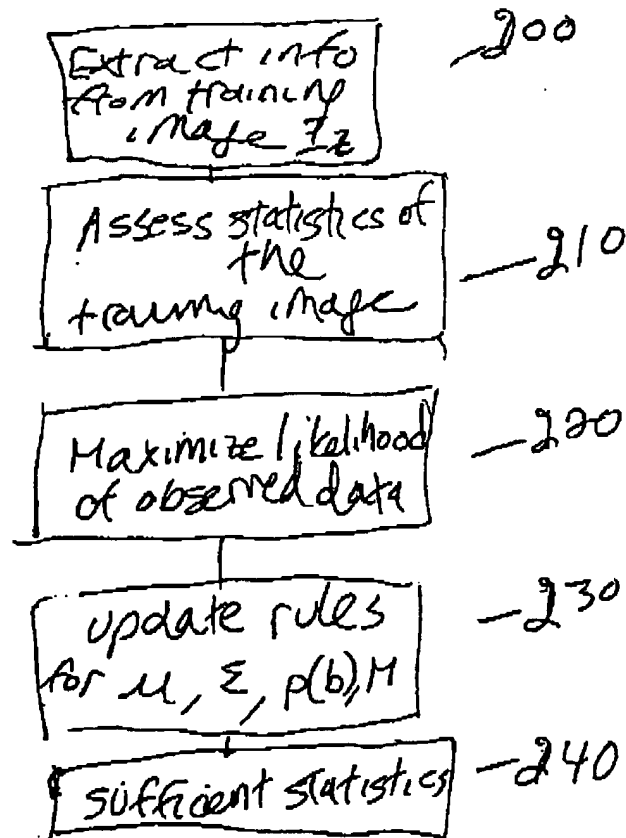 Extract info
200
from training
image I_z
Assess statistics of
the
210
training image
Maximize likelihood
220
of observed data
update rules
230
for μ, Σ, p(b), M
sufficient statistics
240